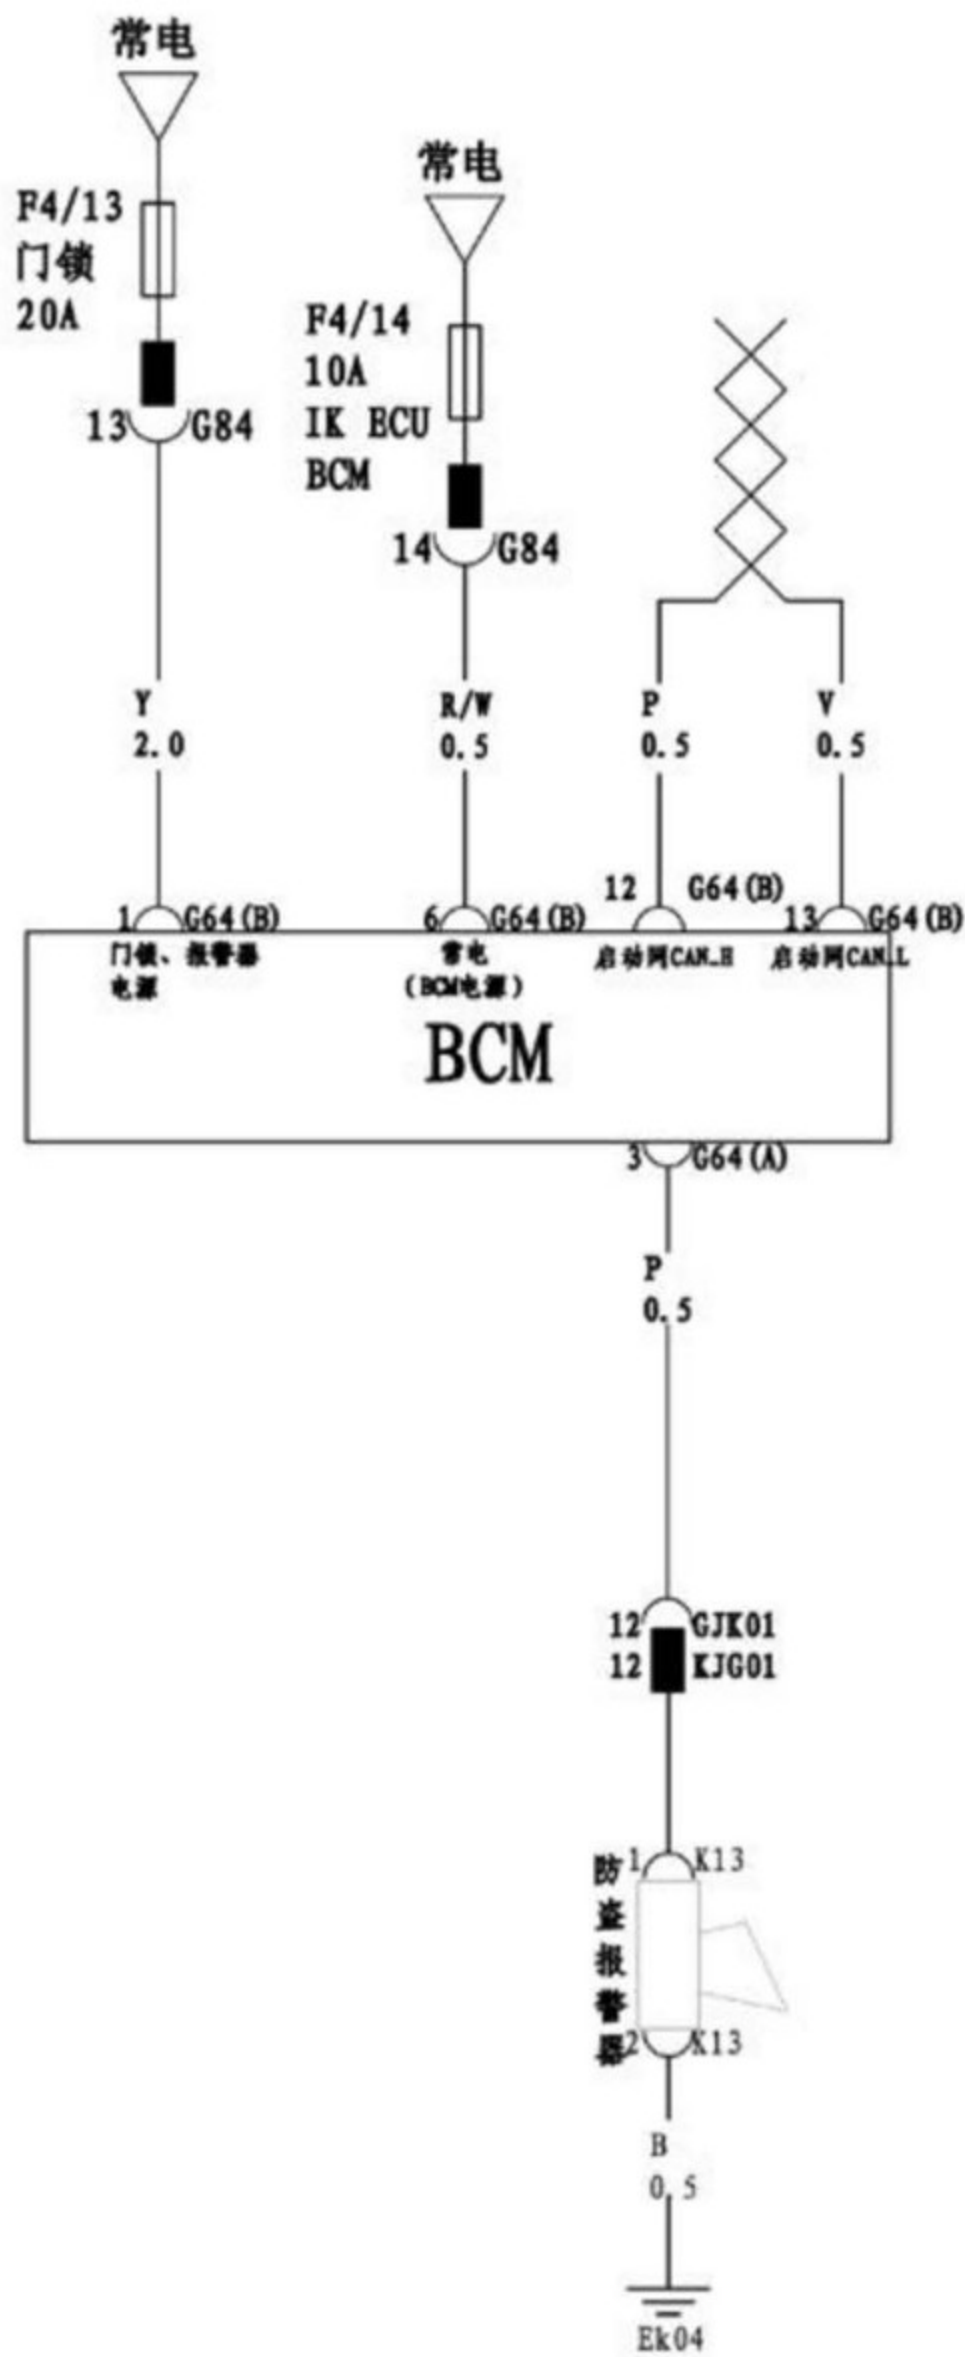 常电
F4/13
门锁
20A
13 G84
常电
F4/14
10A
IK ECU
BCM
14 G84
Y
2.0
R/W
0.5
P
0.5
V
0.5
1 G64(B)
6 G64(B)
12 G64(B)
13 G64(B)
门锁、报警器
电源
常电
(BCM电源)
启动网CAN_H
启动网CAN_L
BCM
3 G64(A)
P
0.5
12 GJK01
12 KJG01
防盗报警器
1 K13
2 K13
B
0.5
Ek04